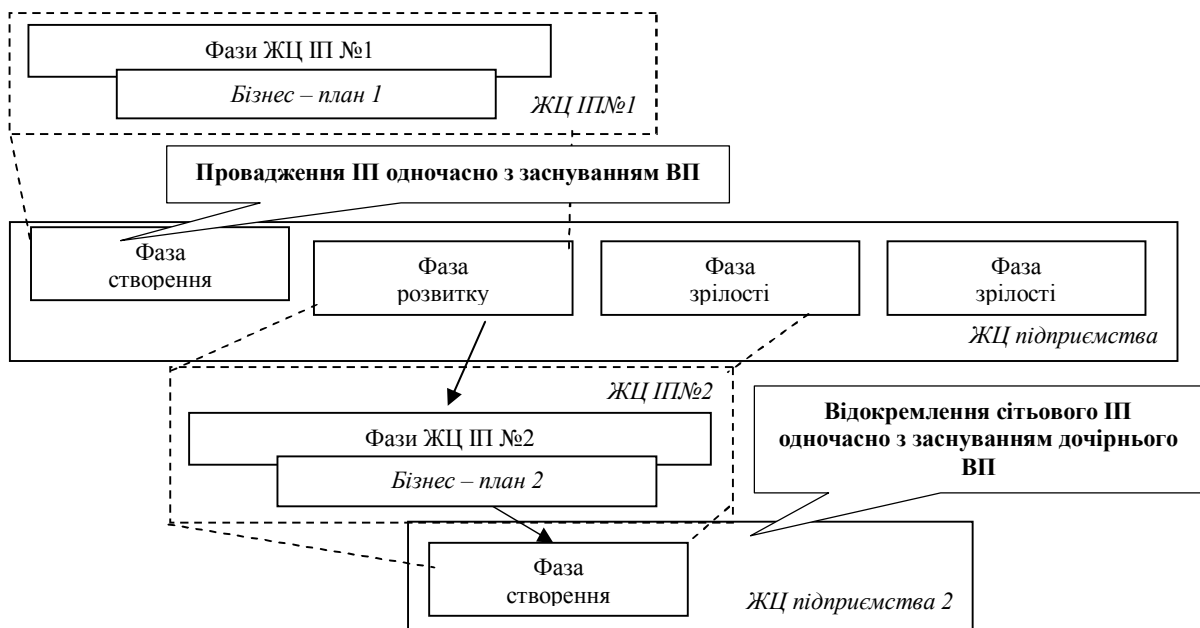 Фази ЖЦ ІП №1
Бізнес – план 1
ЖЦ ІП№1
Провадження ІП одночасно з заснуванням ВП
Фаза
створення
Фаза
розвитку
Фаза
зрілості
Фаза
зрілості
ЖЦ підприємства
ЖЦ ІП№2
Фази ЖЦ ІП №2
Бізнес – план 2
Відокремлення сітьового ІП
одночасно з заснуванням дочірнього
ВП
Фаза
створення
ЖЦ підприємства 2